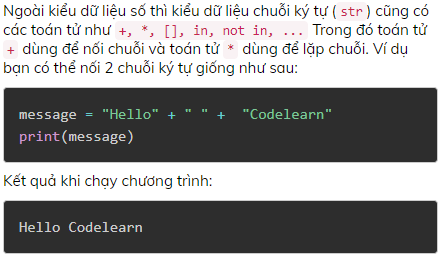 Ngoài kiểu dữ liệu số thì kiểu dữ liệu chuỗi ký tự ( str ) cũng có
các toán tử như +, *, [], in, not in, ... Trong đó toán tử
+ dùng để nối chuỗi và toán tử * dùng để lặp chuỗi. Ví dụ
bạn có thể nối 2 chuỗi ký tự giống như sau:
message = "Hello" + " " +  "Codelearn"
print(message)
Kết quả khi chạy chương trình:
Hello Codelearn